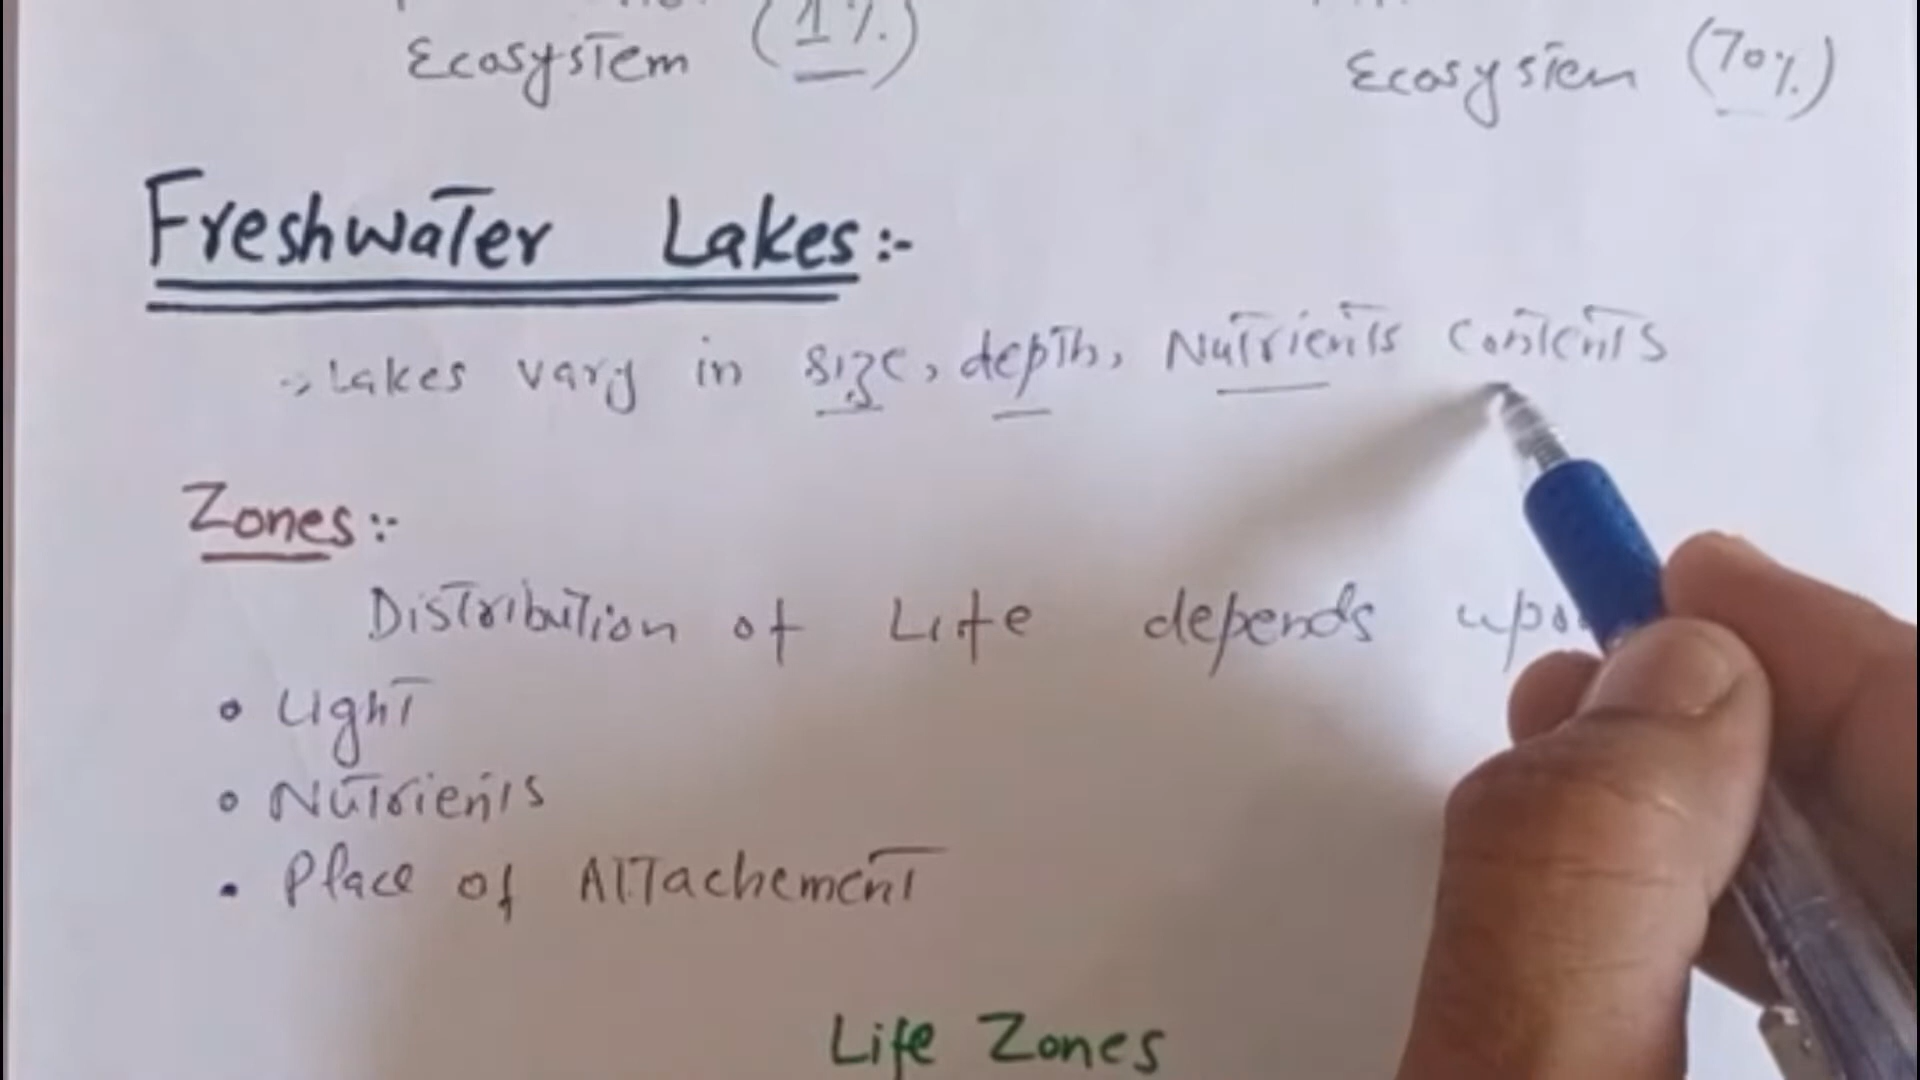 Ecosystem (1%)
Ecosystem (70%)
Freshwater Lakes:-
Lakes vary in size, depth, Nutrients contents
Zones:-
Distribution of Life depends
• Light
• Nutrients
• Place of Attachement
Life Zones